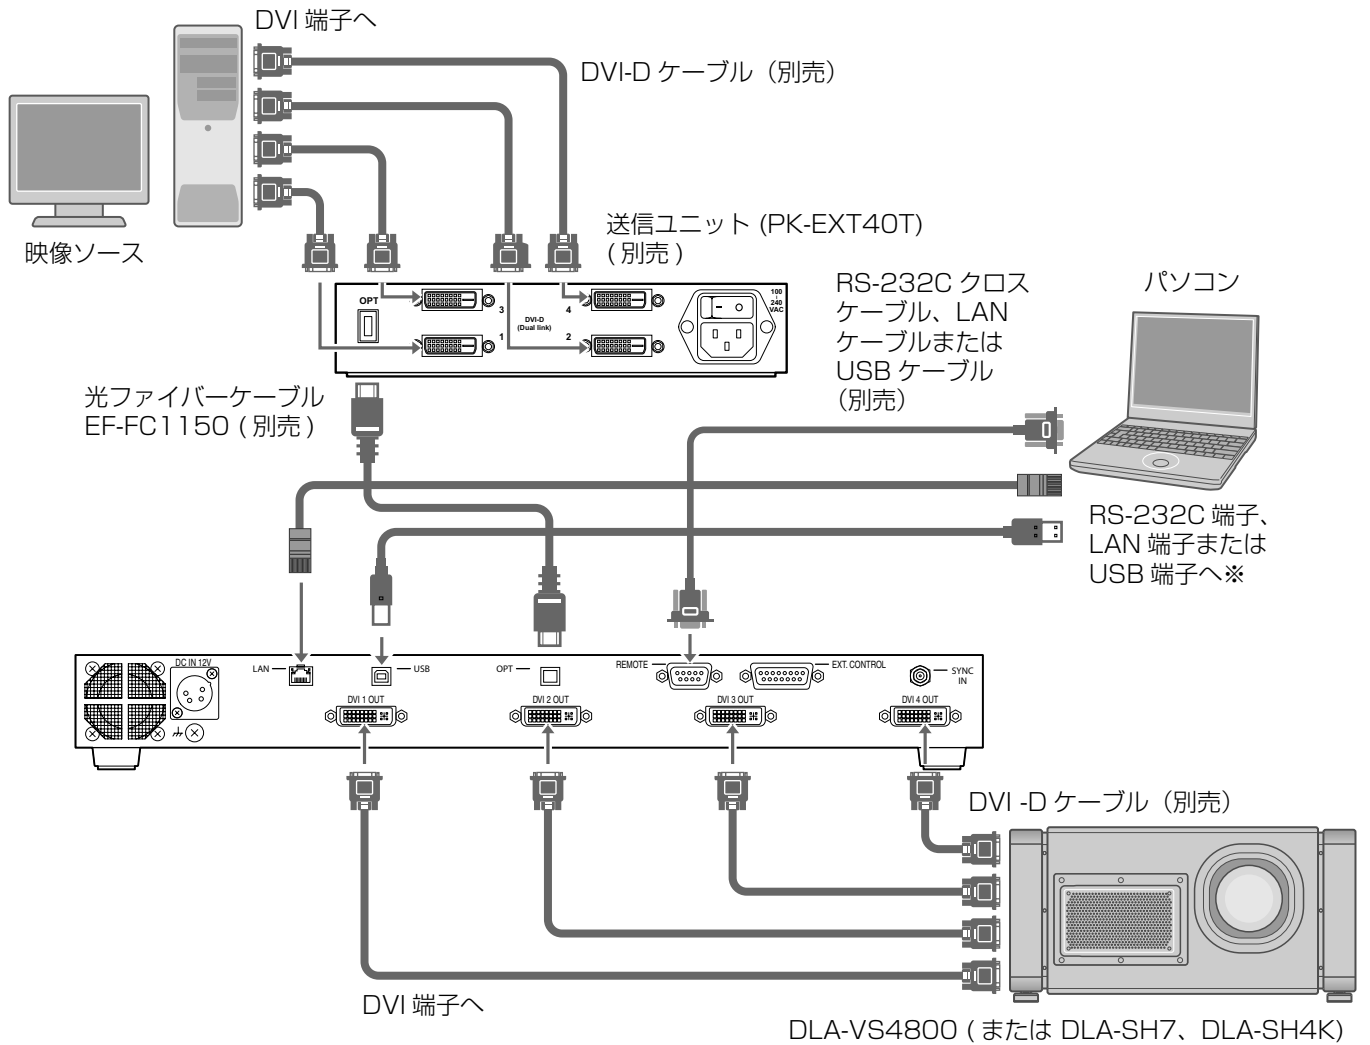 DVI 端子へ
DVI-D ケーブル（別売）
映像ソース
送信ユニット (PK-EXT40T)
( 別売 )
OPT
3
4
DVI-D
(Dual link)
1
2
100
|
240
VAC
RS-232C クロス
ケーブル、LAN
ケーブルまたは
USB ケーブル
（別売）
パソコン
光ファイバーケーブル
EF-FC1150 ( 別売 )
RS-232C 端子、
LAN 端子または
USB 端子へ※
DC IN 12V
LAN
USB
OPT
REMOTE
EXT. CONTROL
SYNC
IN
DVI 1 OUT
DVI 2 OUT
DVI 3 OUT
DVI 4 OUT
DVI -D ケーブル（別売）
DVI 端子へ
DLA-VS4800 ( または DLA-SH7、DLA-SH4K)